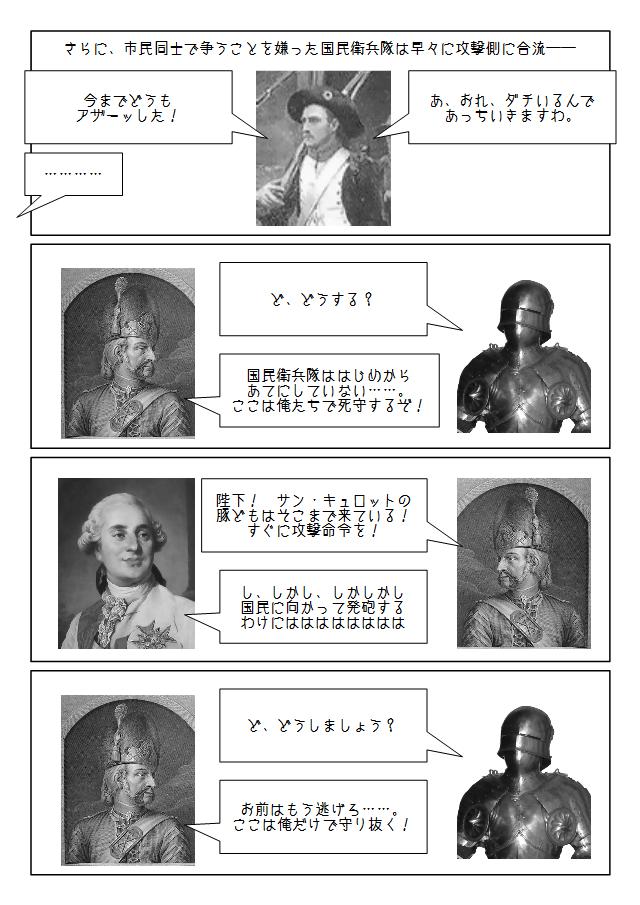 さらに、市民同士で争うことを嫌った国民衛兵隊は早々に攻撃側に合流――
今までどうも
アザーッした！
あ、おれ、ダチいるんで
あっちいきますわ。
…………
ど、どうする？
国民衛兵隊ははじめから
あてにしていない……。
ここは俺たちで死守するぞ！
陛下！　サン・キュロットの
豚どもはそこまで来ている！
すぐに攻撃命令を！
し、しかし、しかしかし
国民に向かって発砲する
わけにはははははははは
ど、どうしましょう？
お前はもう逃げろ……。
ここは俺だけで守り抜く！